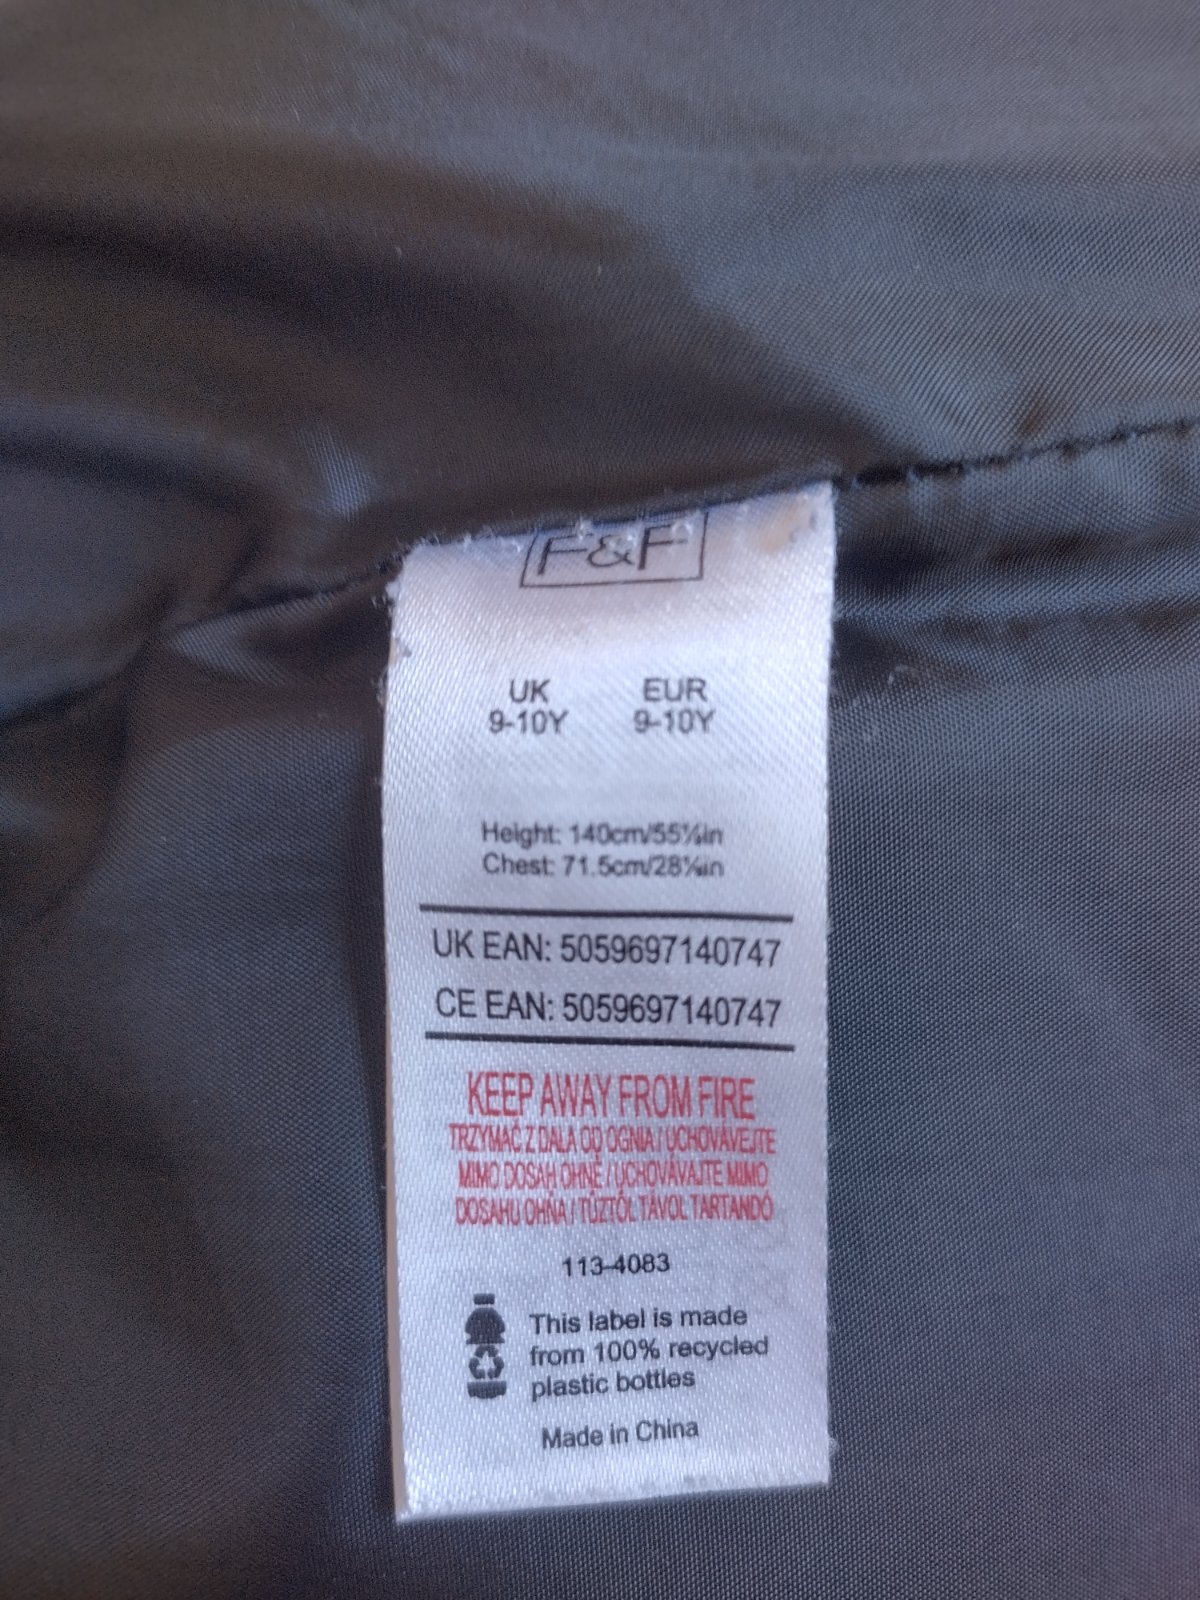 F&F
UK EUR
9-10Y 9-10Y
Height: 140cm/55⅛in
Chest: 71.5cm/28⅛in
UK EAN: 5059697140747
CE EAN: 5059697140747
KEEP AWAY FROM FIRE
TRZYMAĆ Z DALA OD OGNIA / UCHOVÁVEJTE
MIMO DOSAH OHNĚ / UCHOVÁVAJTE MIMO
DOSAHU OHŇA / TŰZTŐL TÁVOL TARTANDÓ
113-4083
This label is made
from 100% recycled
plastic bottles
Made in China